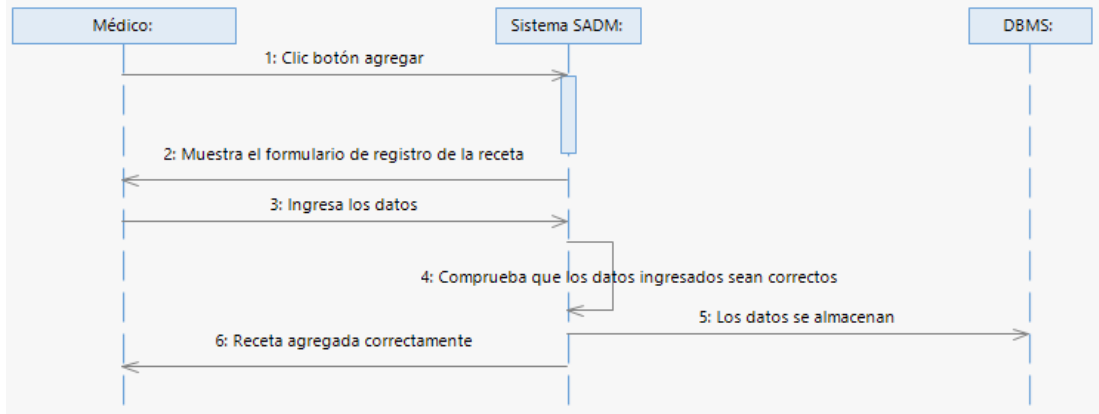 Médico:
Sistema SADM:
DBMS:
1: Clic botón agregar
2: Muestra el formulario de registro de la receta
3: Ingresa los datos
4: Comprueba que los datos ingresados sean correctos
5: Los datos se almacenan
6: Receta agregada correctamente